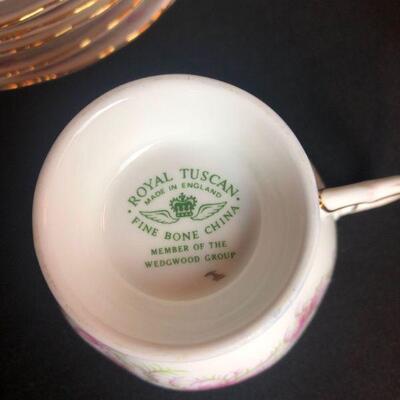 ROYAL TUSCAN
MADE IN ENGLAND
FINE BONE CHINA
MEMBER OF THE
WEDGWOOD GROUP